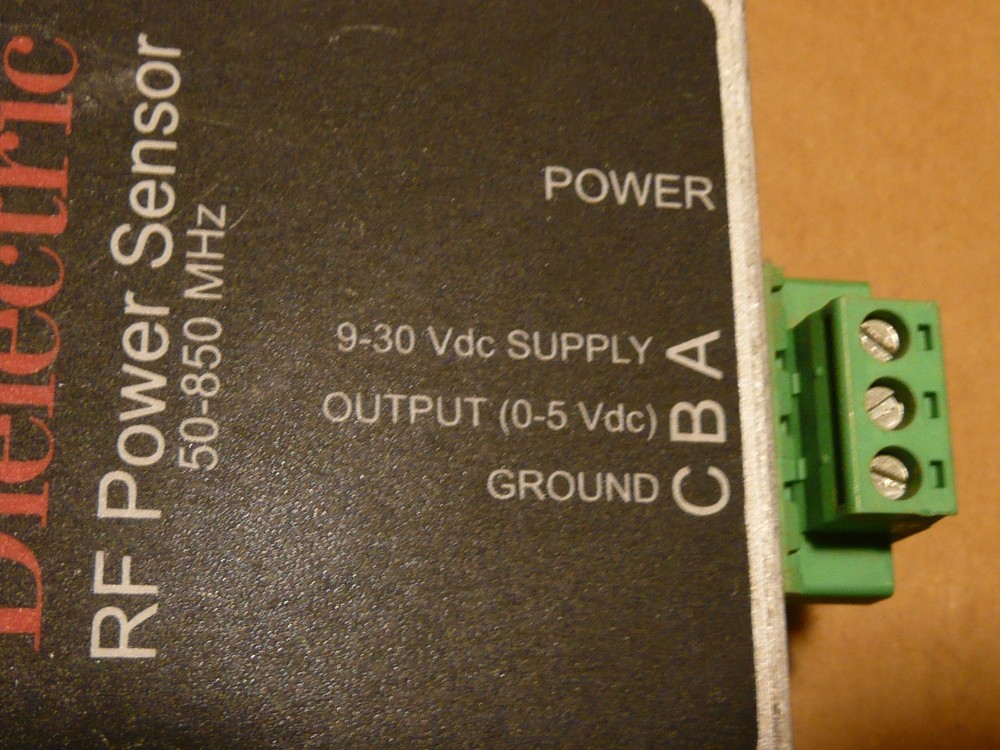 Dielectric
RF Power Sensor
50-850 MHz
POWER
9-30 Vdc SUPPLY A
OUTPUT (0-5 Vdc) B
GROUND C